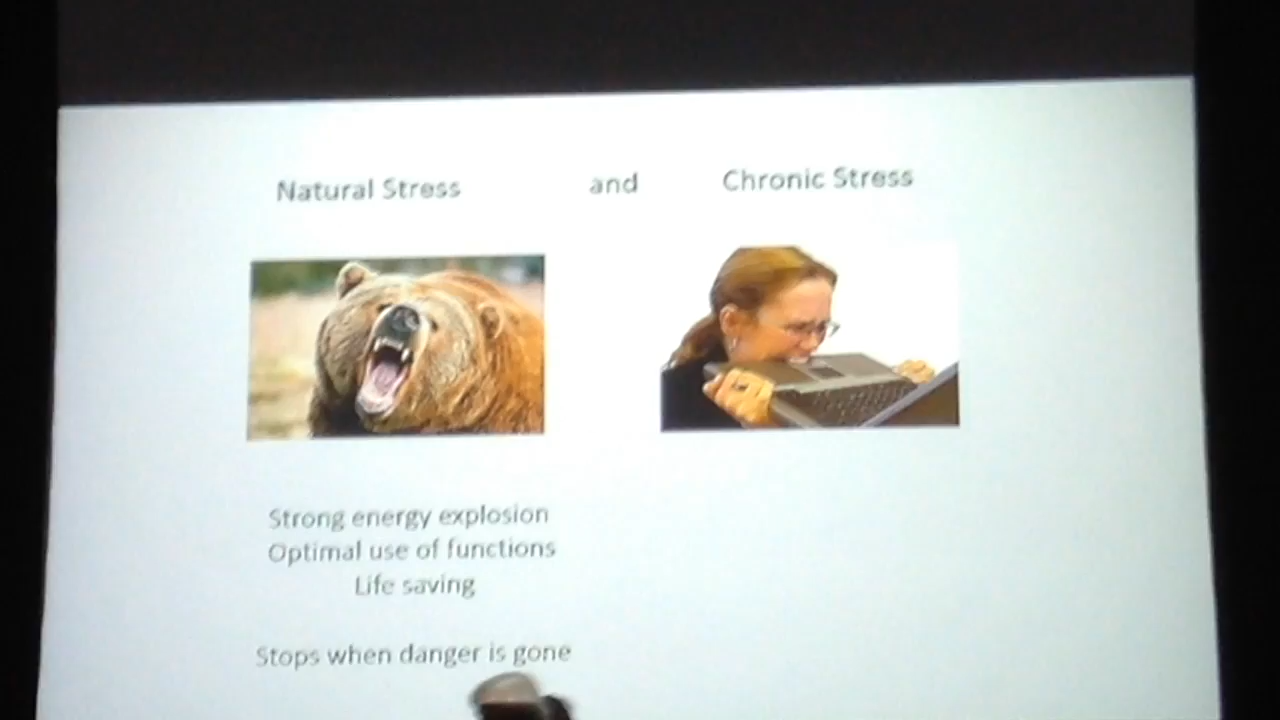 Natural Stress and Chronic Stress
Strong energy explosion
Optimal use of functions
Life saving
Stops when danger is gone